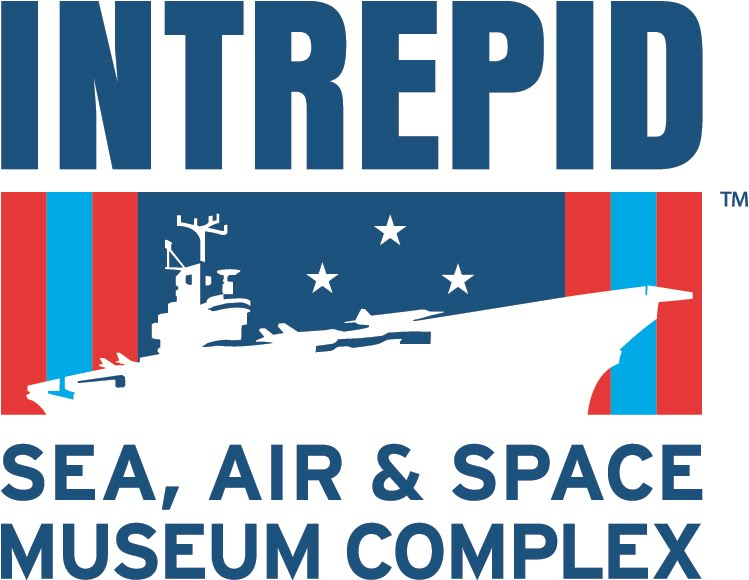 INTREPID
TM
SEA, AIR & SPACE
MUSEUM COMPLEX